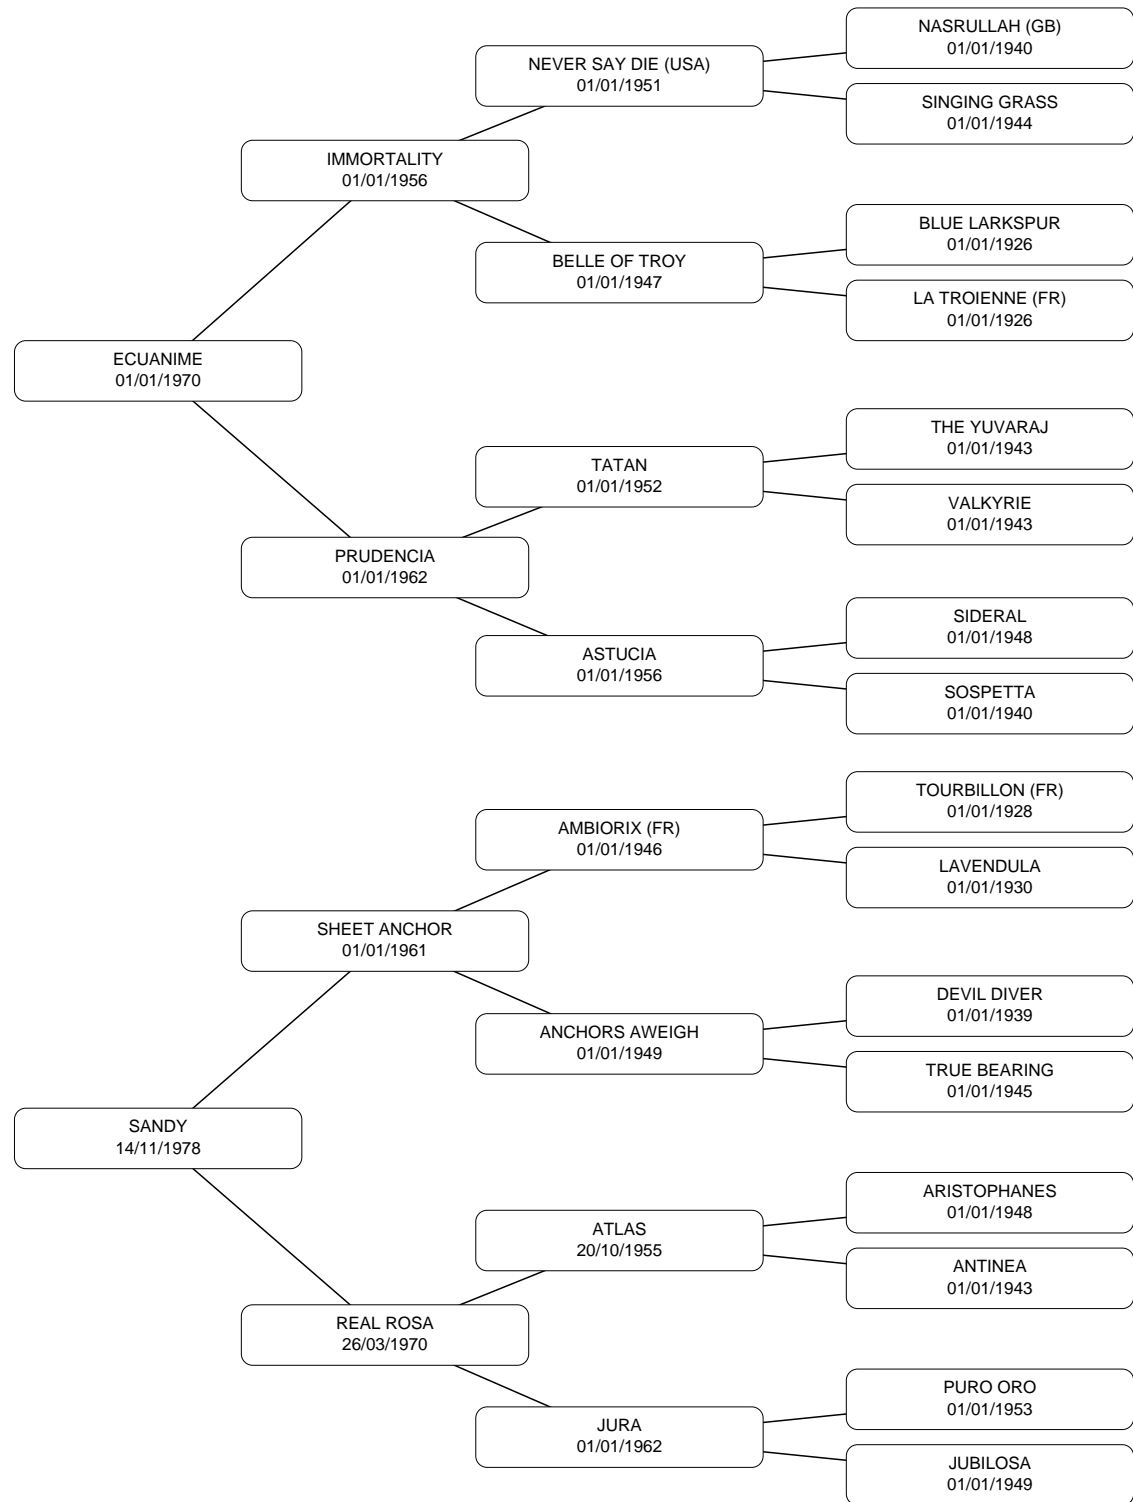 NASRULLAH (GB)
01/01/1940
NEVER SAY DIE (USA)
01/01/1951
SINGING GRASS
01/01/1944
IMMORTALITY
01/01/1956
BLUE LARKSPUR
01/01/1926
BELLE OF TROY
01/01/1947
LA TROIENNE (FR)
01/01/1926
ECUANIME
01/01/1970
THE YUVARAJ
01/01/1943
TATAN
01/01/1952
VALKYRIE
01/01/1943
PRUDENCIA
01/01/1962
SIDERAL
01/01/1948
ASTUCIA
01/01/1956
SOSPETTA
01/01/1940
TOURBILLON (FR)
01/01/1928
AMBIORIX (FR)
01/01/1946
LAVENDULA
01/01/1930
SHEET ANCHOR
01/01/1961
DEVIL DIVER
01/01/1939
ANCHORS AWEIGH
01/01/1949
TRUE BEARING
01/01/1945
SANDY
14/11/1978
ARISTOPHANES
01/01/1948
ATLAS
20/10/1955
ANTINEA
01/01/1943
REAL ROSA
26/03/1970
PURO ORO
01/01/1953
JURA
01/01/1962
JUBILOSA
01/01/1949